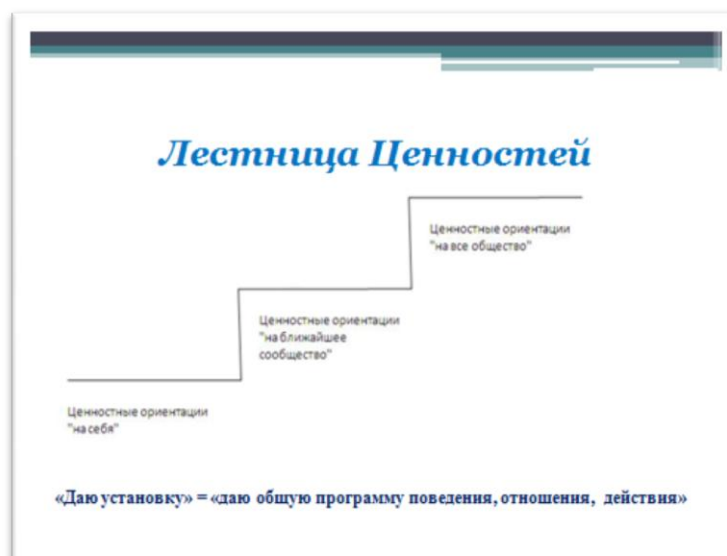 Лестница Ценностей
Ценностные ориентации
"на все общество"
Ценностные ориентации
"на ближайшее
сообщество"
Ценностные ориентации
"на себя"
«Даю установку» = «даю общую программу поведения, отношения, действия»